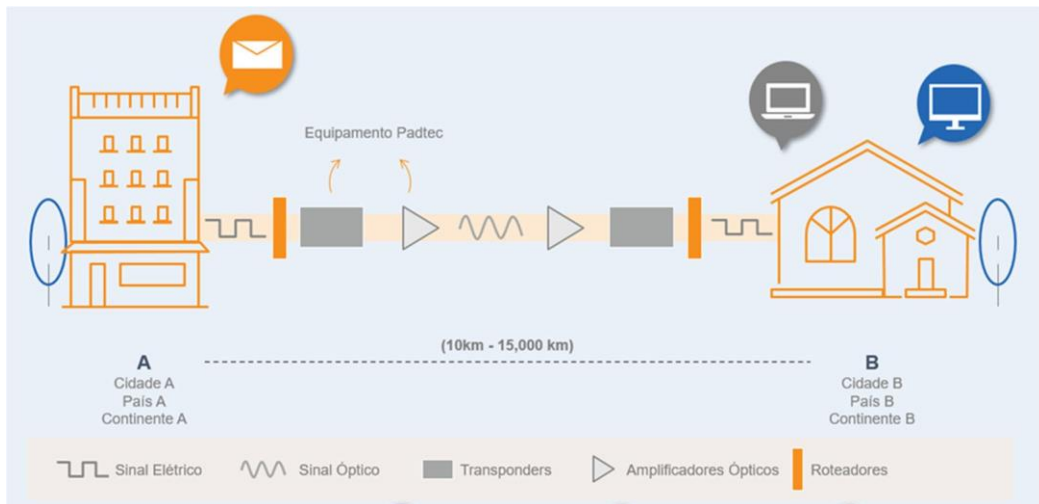 Equipamento Padtec
(10km - 15,000 km)
A
Cidade A
País A
Continente A
B
Cidade B
País B
Continente B
Sinal Elétrico
Sinal Óptico
Transponders
Amplificadores Ópticos
Roteadores